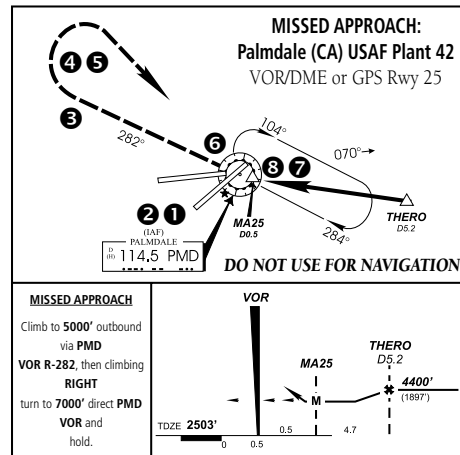 MISSED APPROACH:
Palmdale (CA) USAF Plant 42
VOR/DME or GPS Rwy 25
4 5
3
282°
6
104°
070°→
8 7
2 1
MA25
D0.5
284°
THERO
D5.2
(IAF)
PALMDALE
D
(H) 114.5 PMD
DO NOT USE FOR NAVIGATION
MISSED APPROACH
Climb to 5000' outbound
via PMD
VOR R-282, then climbing
RIGHT
turn to 7000' direct PMD
VOR and
hold.
VOR
MA25
THERO
D5.2
M
4400'
(1897')
TDZE 2503'
0.5
4.7
0
0.5